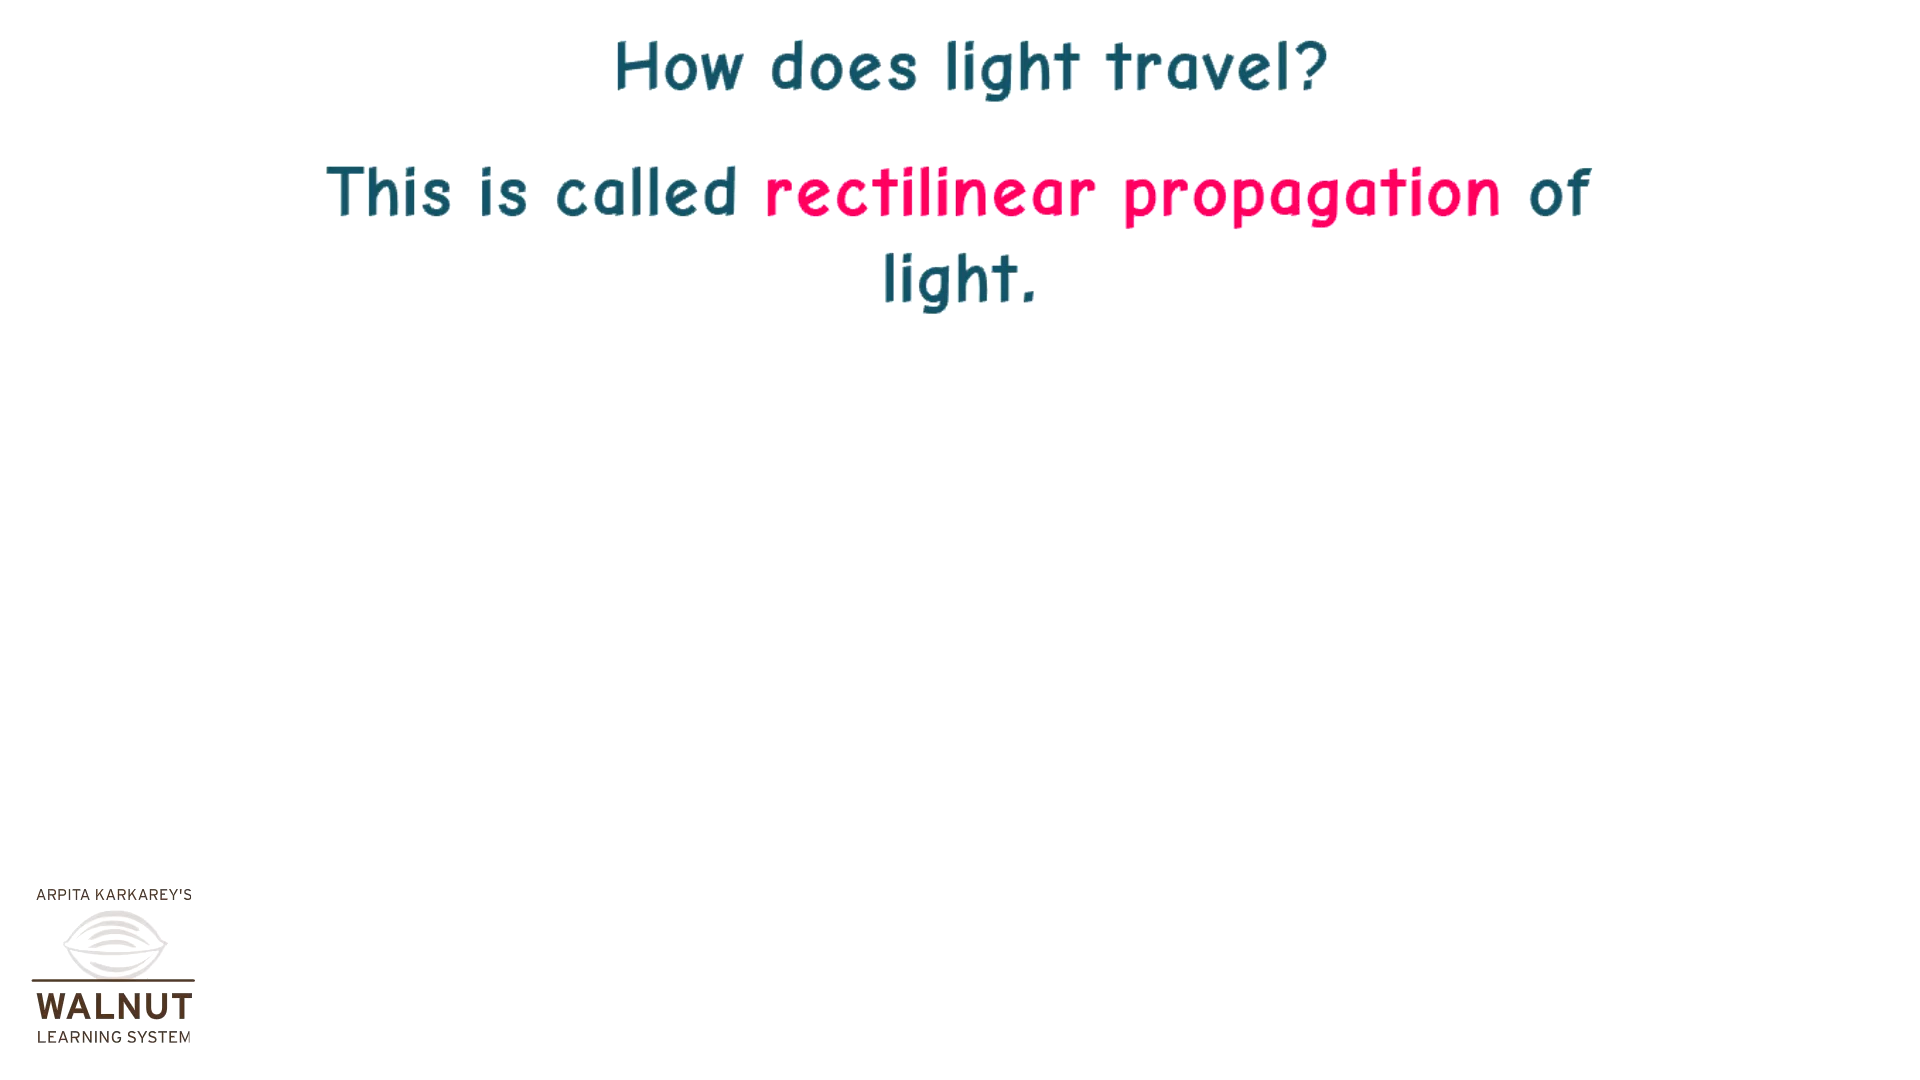 How does light travel?
This is called rectilinear propagation of
light.
ARPITA KARKAREY'S
WALNUT
LEARNING SYSTEM